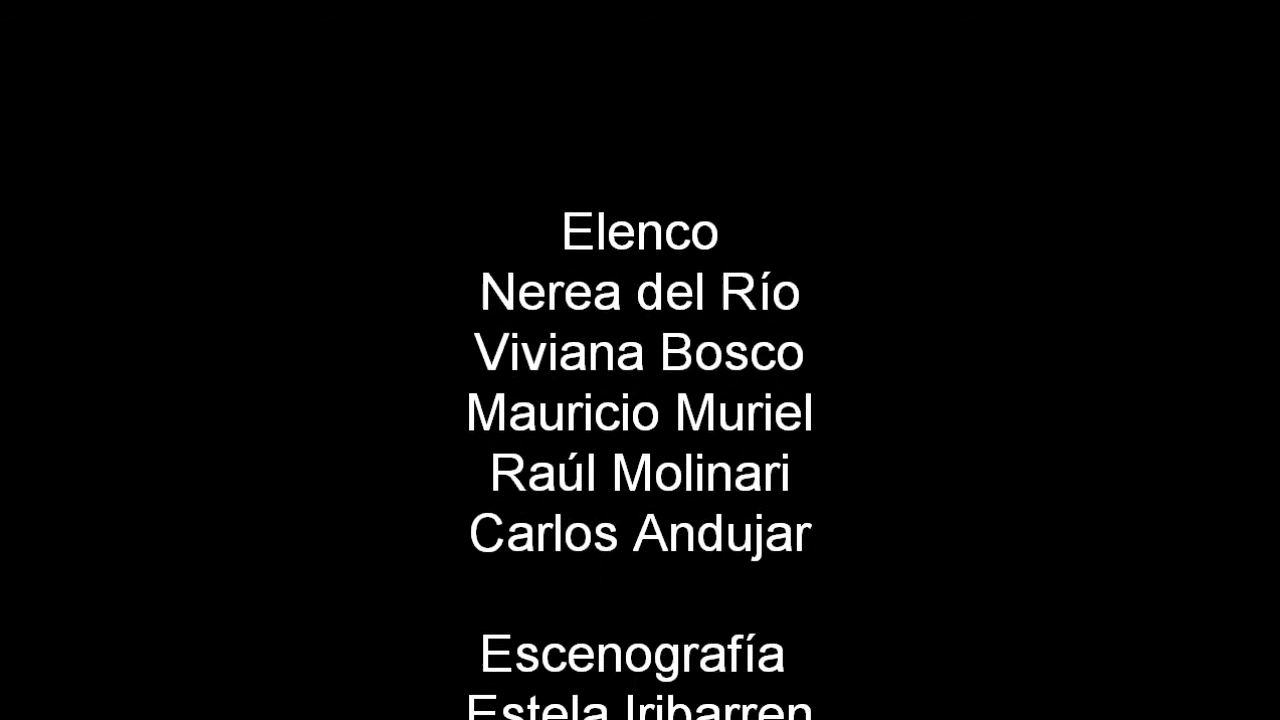 Elenco
Nerea del Río
Viviana Bosco
Mauricio Muriel
Raúl Molinari
Carlos Andujar
Escenografía
Estela Iribarren